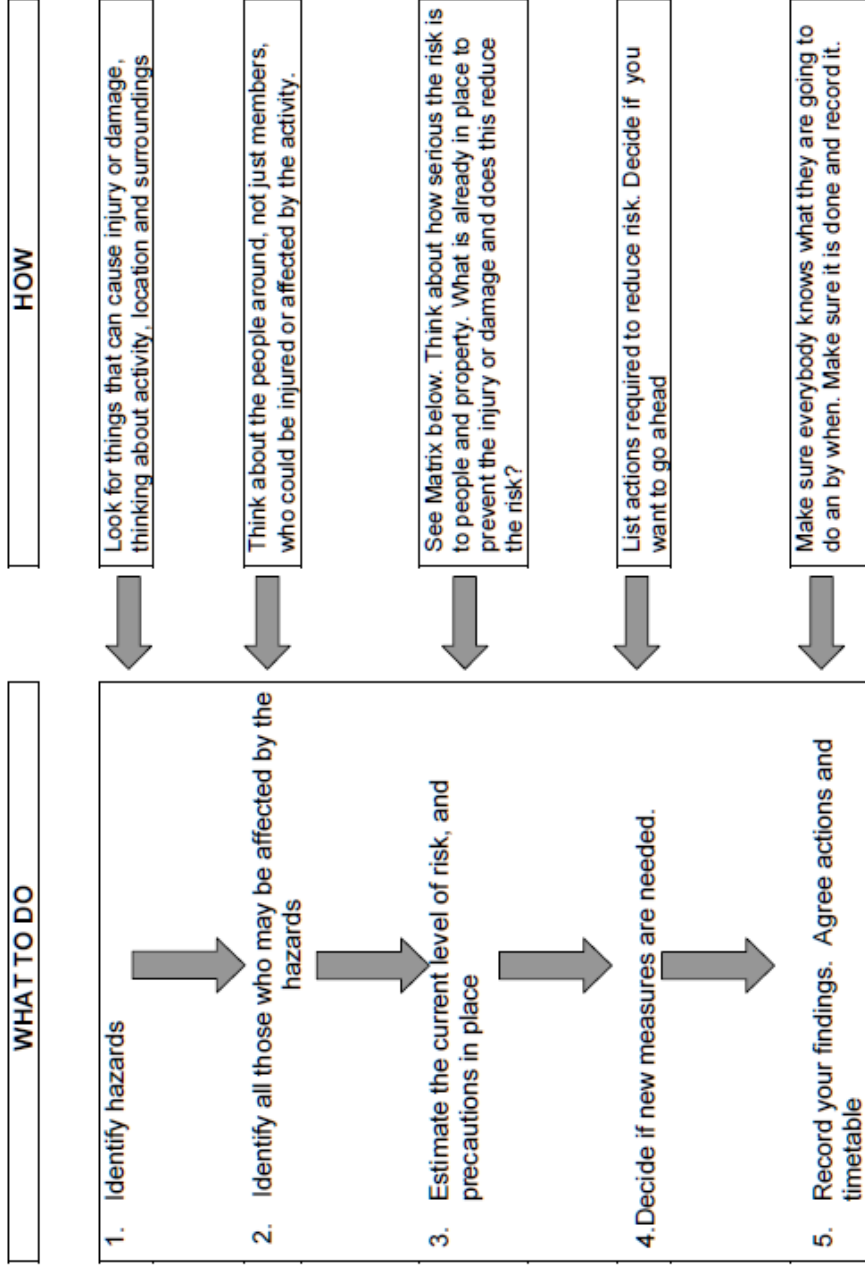 WHAT TO DO
HOW
1. Identify hazards
Look for things that can cause injury or damage,
thinking about activity, location and surroundings
2. Identify all those who may be affected by the
hazards
Think about the people around, not just members,
who could be injured or affected by the activity.
3. Estimate the current level of risk, and
precautions in place
See Matrix below. Think about how serious the risk is
to people and property. What is already in place to
prevent the injury or damage and does this reduce
the risk?
4.Decide if new measures are needed.
List actions required to reduce risk. Decide if you
want to go ahead
5. Record your findings. Agree actions and
timetable
Make sure everybody knows what they are going to
do an by when. Make sure it is done and record it.